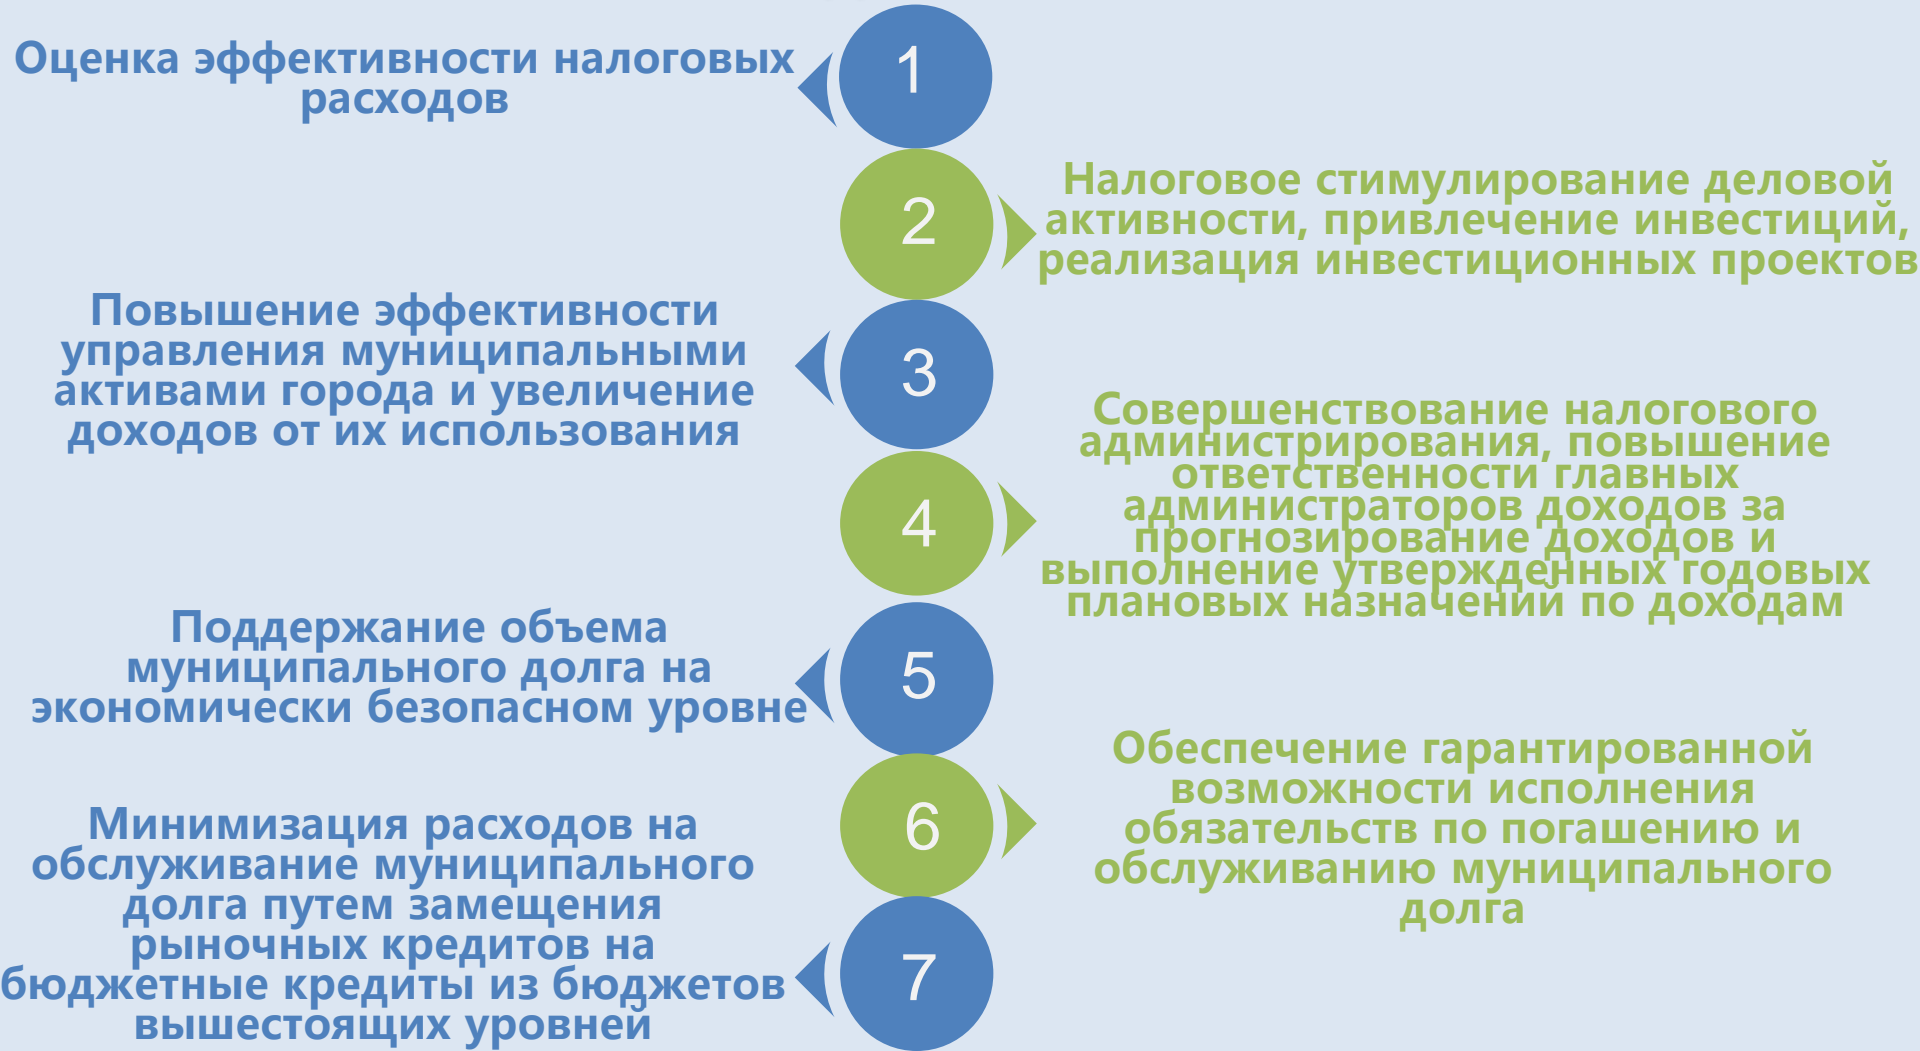 1
Оценка эффективности налоговых
расходов
2
Налоговое стимулирование деловой
активности, привлечение инвестиций,
реализация инвестиционных проектов
3
Повышение эффективности
управления муниципальными
активами города и увеличение
доходов от их использования
4
Совершенствование налогового
администрирования, повышение
ответственности главных
администраторов доходов за
прогнозирование доходов и
выполнение утвержденных годовых
плановых назначений по доходам
5
Поддержание объема
муниципального долга на
экономически безопасном уровне
6
Обеспечение гарантированной
возможности исполнения
обязательств по погашению и
обслуживанию муниципального
долга
7
Минимизация расходов на
обслуживание муниципального
долга путем замещения
рыночных кредитов на
бюджетные кредиты из бюджетов
вышестоящих уровней